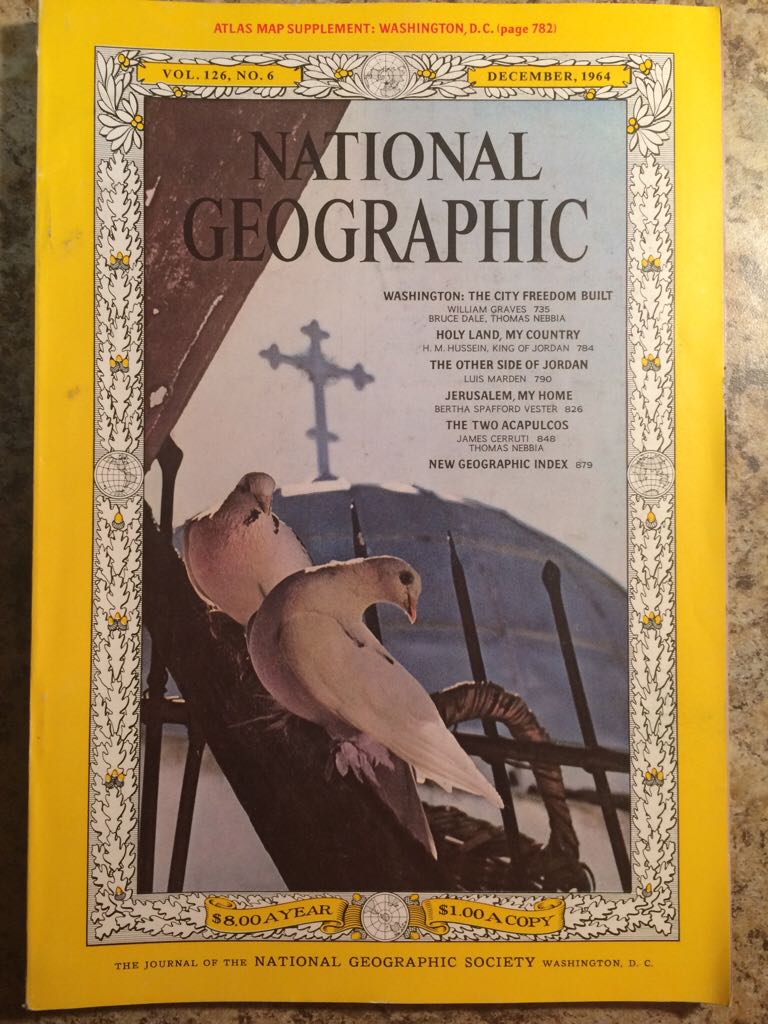 ATLAS MAP SUPPLEMENT: WASHINGTON, D.C. (page 782)
VOL. 126, NO. 6
DECEMBER, 1964
NATIONAL
GEOGRAPHIC
WASHINGTON: THE CITY FREEDOM BUILT
WILLIAM GRAVES 735
BRUCE DALE, THOMAS NEBBIA
HOLY LAND, MY COUNTRY
H. M. HUSSEIN, KING OF JORDAN 784
THE OTHER SIDE OF JORDAN
LUIS MARDEN 790
JERUSALEM, MY HOME
BERTHA SPAFFORD VESTER 826
THE TWO ACAPULCOS
JAMES CERRUTI 848
THOMAS NEBBIA
NEW GEOGRAPHIC INDEX 879
$8.00 A YEAR
$1.00 A COPY
THE JOURNAL OF THE NATIONAL GEOGRAPHIC SOCIETY WASHINGTON, D. C.